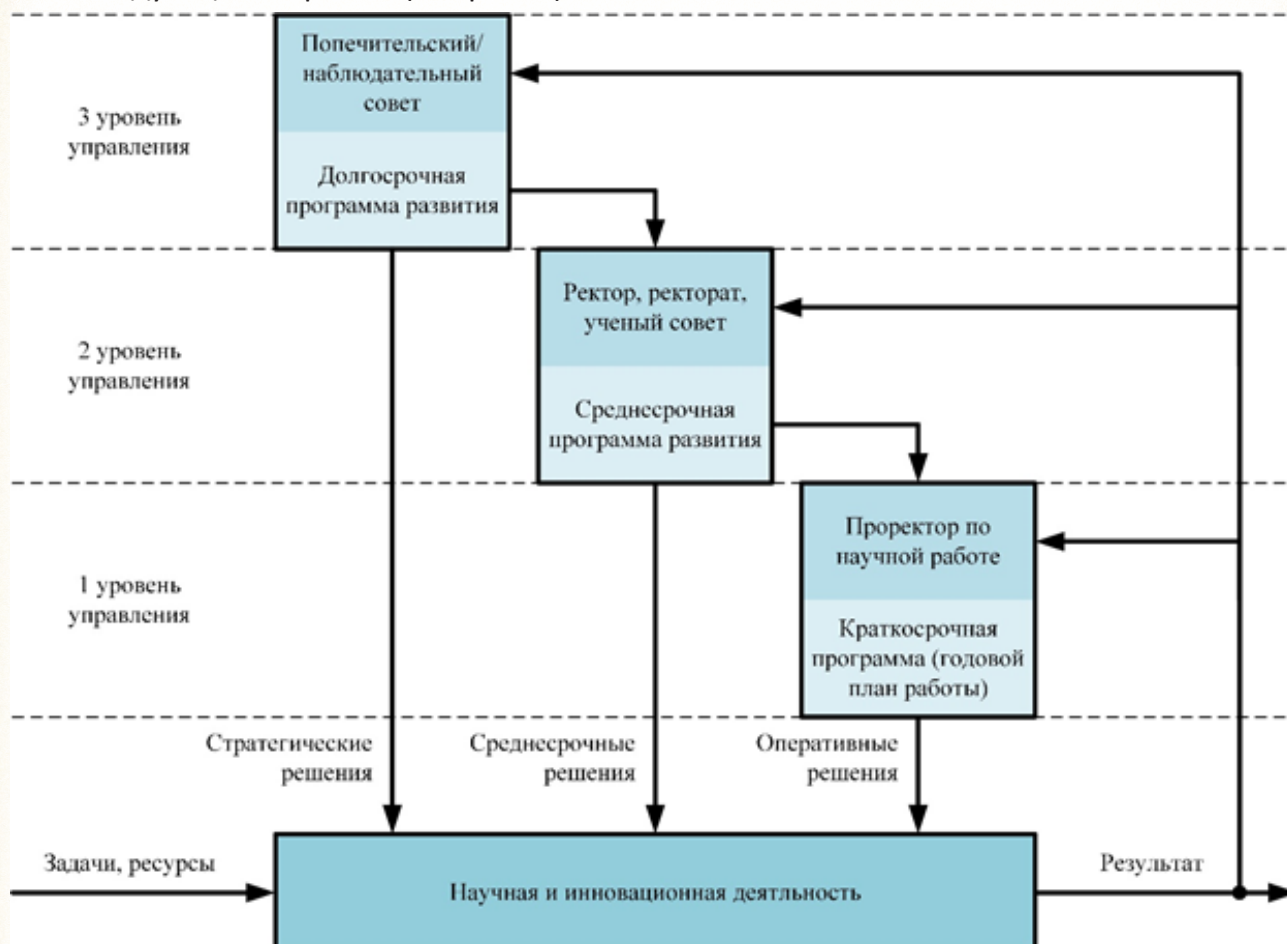 Попечительский/
наблюдательный
совет
3 уровень
управления
Долгосрочная
программа развития
Ректор, ректорат,
ученый совет
2 уровень
управления
Среднесрочная
программа развития
Проректор по
научной работе
1 уровень
управления
Краткосрочная
программа (годовой
план работы)
Стратегические
решения
Среднесрочные
решения
Оперативные
решения
Задачи, ресурсы
Научная и инновационная деятльность
Результат